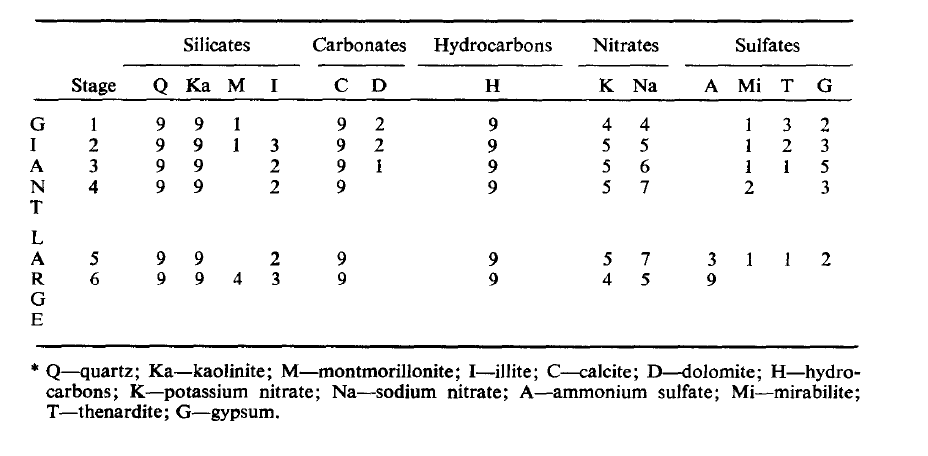 Silicates Carbonates Hydrocarbons Nitrates Sulfates
Stage Q Ka M I C D H K Na A Mi T G
G 1 9 9 1 9 2 9 4 4 1 3 2
I 2 9 9 1 3 9 2 9 5 5 1 2 3
A 3 9 9 2 9 1 9 5 6 1 1 5
N 4 9 9 2 9 9 5 7 2 3
T
L
A 5 9 9 2 9 9 5 7 3 1 1 2
R 6 9 9 4 3 9 9 4 5 9
G
E
* Q—quartz; Ka—kaolinite; M—montmorillonite; I—illite; C—calcite; D—dolomite; H—hydro-
carbons; K—potassium nitrate; Na—sodium nitrate; A—ammonium sulfate; Mi—mirabilite;
T—thenardite; G—gypsum.